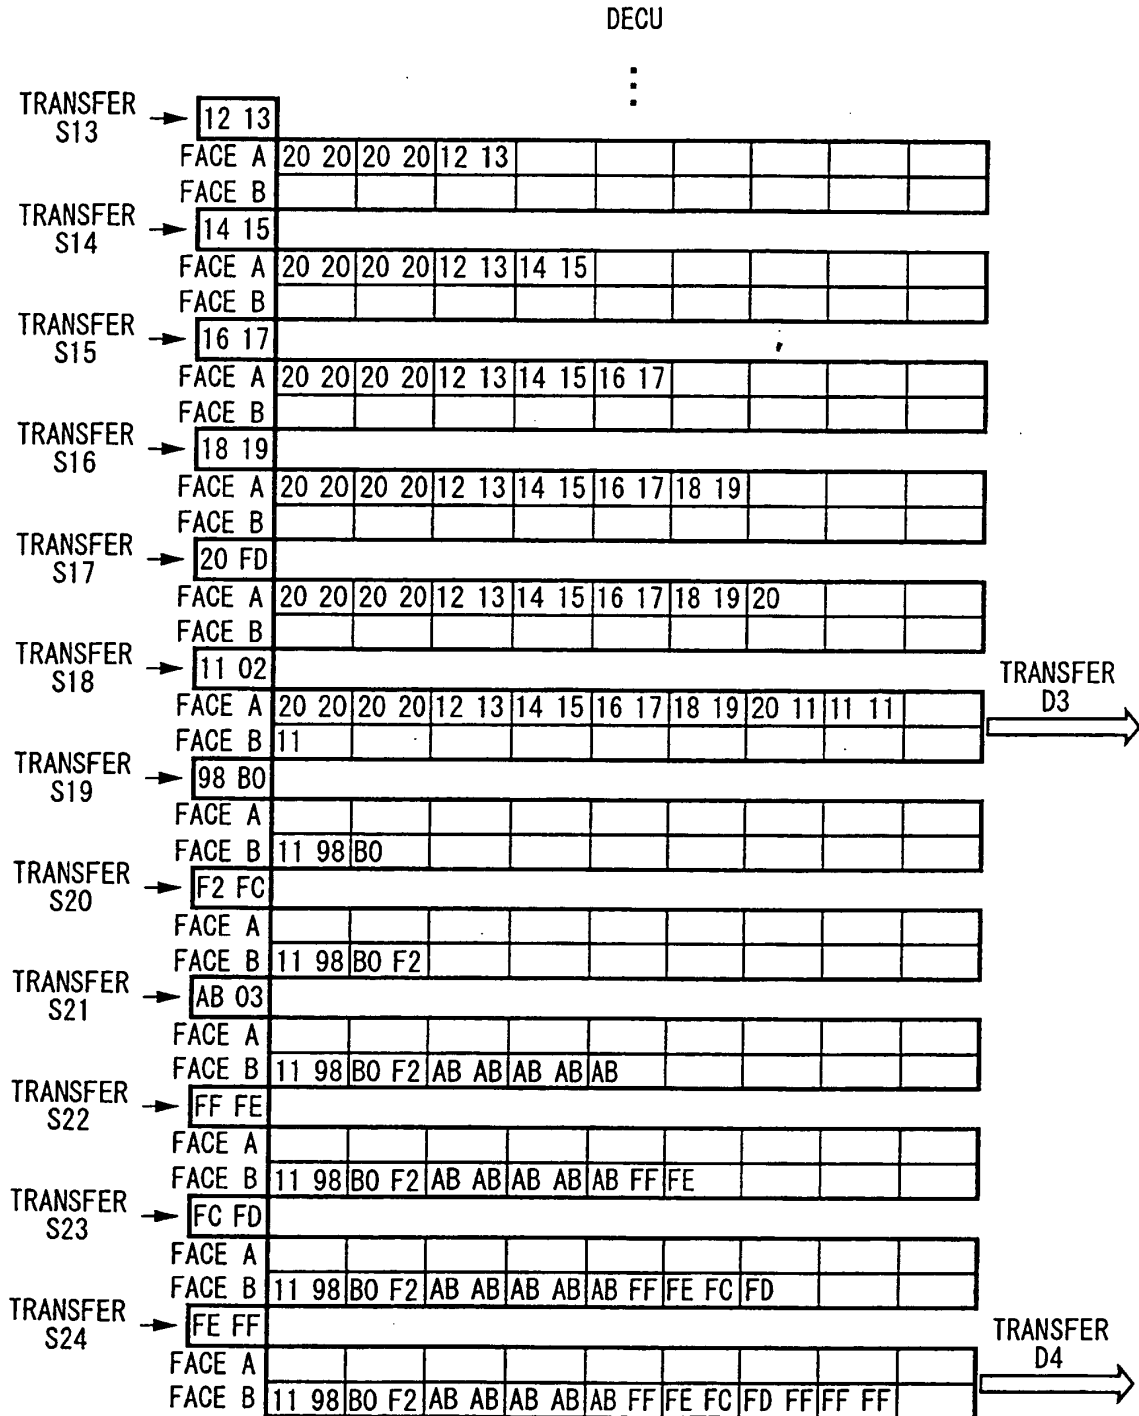 DECU
TRANSFER S13
12 13
FACE A 20 20 20 20 12 13
FACE B
TRANSFER S14
14 15
FACE A 20 20 20 20 12 13 14 15
FACE B
TRANSFER S15
16 17
FACE A 20 20 20 20 12 13 14 15 16 17
FACE B
TRANSFER S16
18 19
FACE A 20 20 20 20 12 13 14 15 16 17 18 19
FACE B
TRANSFER S17
20 FD
FACE A 20 20 20 20 12 13 14 15 16 17 18 19 20
FACE B
TRANSFER S18
11 02
FACE A 20 20 20 20 12 13 14 15 16 17 18 19 20 11 11 11
FACE B 11
TRANSFER D3
TRANSFER S19
98 B0
FACE A
FACE B 11 98 B0
TRANSFER S20
F2 FC
FACE A
FACE B 11 98 B0 F2
TRANSFER S21
AB 03
FACE A
FACE B 11 98 B0 F2 AB AB AB AB AB
TRANSFER S22
FF FE
FACE A
FACE B 11 98 B0 F2 AB AB AB AB AB FF FE
TRANSFER S23
FC FD
FACE A
FACE B 11 98 B0 F2 AB AB AB AB AB FF FE FC FD
TRANSFER S24
FE FF
FACE A
FACE B 11 98 B0 F2 AB AB AB AB AB FF FE FC FD FF FF FF
TRANSFER D4